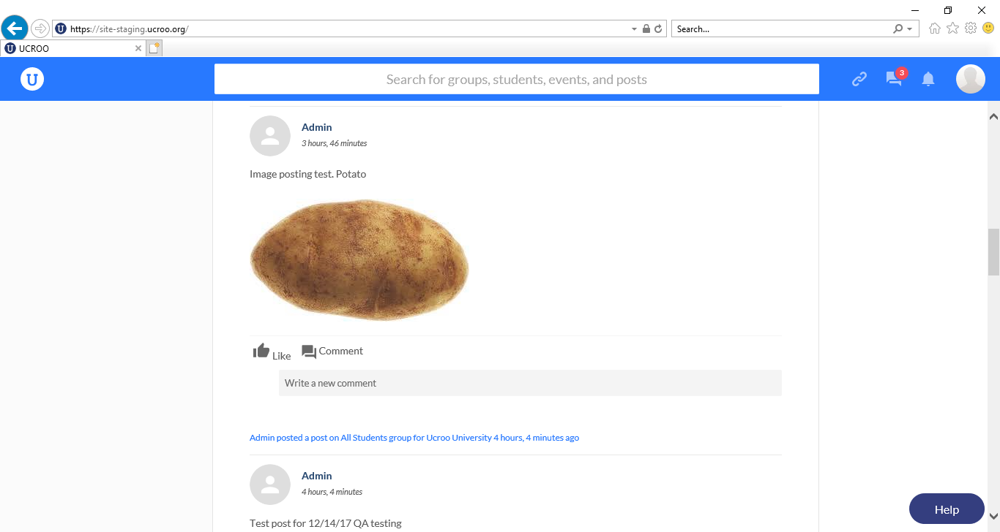 https://site-staging.ucroo.org/
Search...
U UCROO
U
Search for groups, students, events, and posts
3
Admin
3 hours, 46 minutes
Image posting test. Potato
Like
Comment
Write a new comment
Admin posted a post on All Students group for Ucroo University 4 hours, 4 minutes ago
Admin
4 hours, 4 minutes
Test post for 12/14/17 QA testing
Help